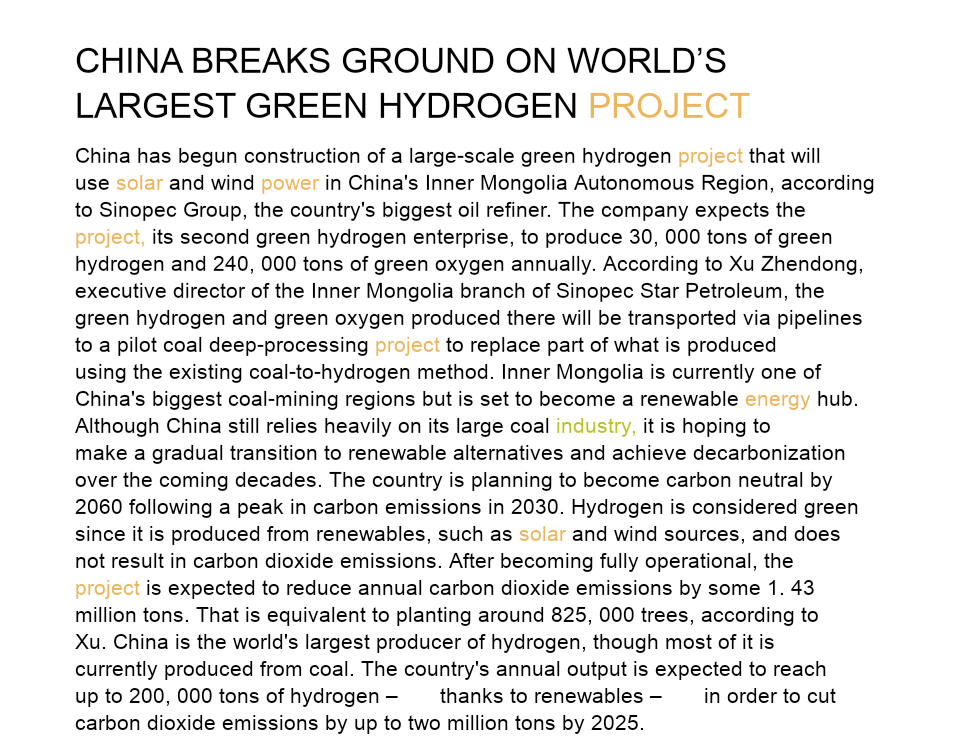 CHINA BREAKS GROUND ON WORLD’S
LARGEST GREEN HYDROGEN PROJECT
China has begun construction of a large-scale green hydrogen project that will
use solar and wind power in China's Inner Mongolia Autonomous Region, according
to Sinopec Group, the country's biggest oil refiner. The company expects the
project, its second green hydrogen enterprise, to produce 30, 000 tons of green
hydrogen and 240, 000 tons of green oxygen annually. According to Xu Zhendong,
executive director of the Inner Mongolia branch of Sinopec Star Petroleum, the
green hydrogen and green oxygen produced there will be transported via pipelines
to a pilot coal deep-processing project to replace part of what is produced
using the existing coal-to-hydrogen method. Inner Mongolia is currently one of
China's biggest coal-mining regions but is set to become a renewable energy hub.
Although China still relies heavily on its large coal industry, it is hoping to
make a gradual transition to renewable alternatives and achieve decarbonization
over the coming decades. The country is planning to become carbon neutral by
2060 following a peak in carbon emissions in 2030. Hydrogen is considered green
since it is produced from renewables, such as solar and wind sources, and does
not result in carbon dioxide emissions. After becoming fully operational, the
project is expected to reduce annual carbon dioxide emissions by some 1. 43
million tons. That is equivalent to planting around 825, 000 trees, according to
Xu. China is the world's largest producer of hydrogen, though most of it is
currently produced from coal. The country's annual output is expected to reach
up to 200, 000 tons of hydrogen – thanks to renewables – in order to cut
carbon dioxide emissions by up to two million tons by 2025.